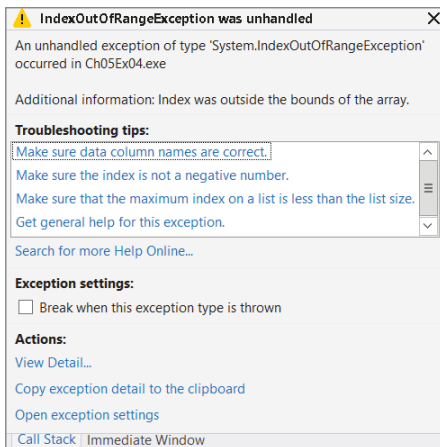 IndexOutOfRangeException was unhandled
An unhandled exception of type 'System.IndexOutOfRangeException'
occurred in Ch05Ex04.exe
Additional information: Index was outside the bounds of the array.
Troubleshooting tips:
Make sure data column names are correct.
Make sure the index is not a negative number.
Make sure that the maximum index on a list is less than the list size.
Get general help for this exception.
Search for more Help Online...
Exception settings:
Break when this exception type is thrown
Actions:
View Detail...
Copy exception detail to the clipboard
Open exception settings
Call Stack Immediate Window